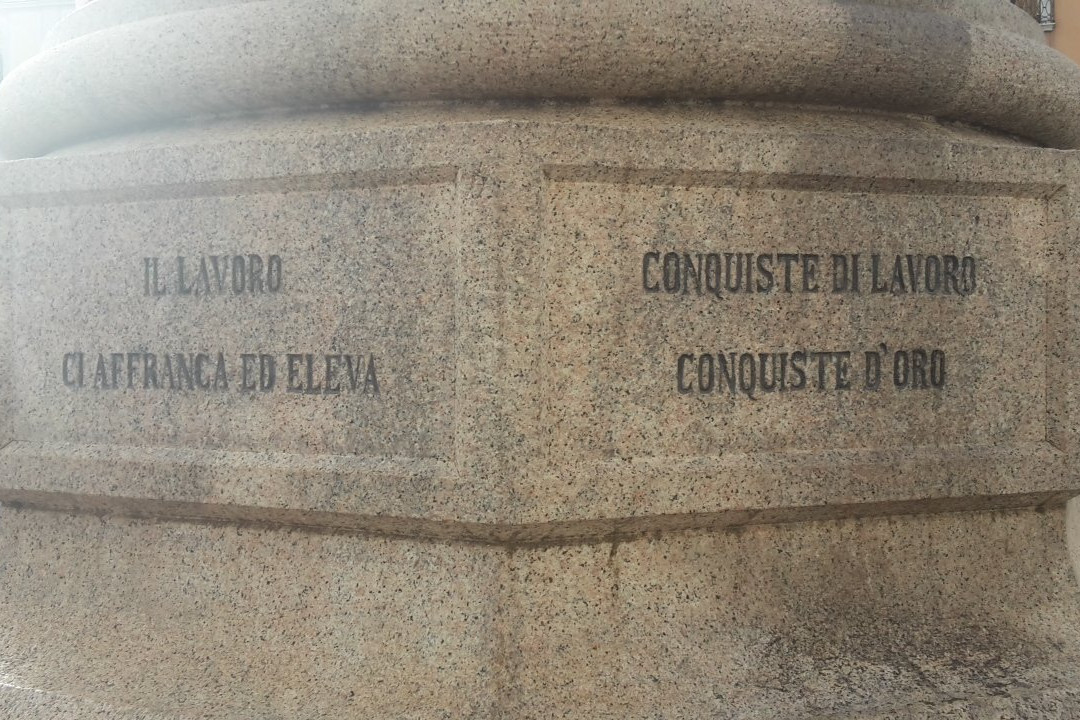 IL LAVORO
CI AFFRANCA ED ELEVA
CONQUISTE DI LAVORO
CONQUISTE D'ORO